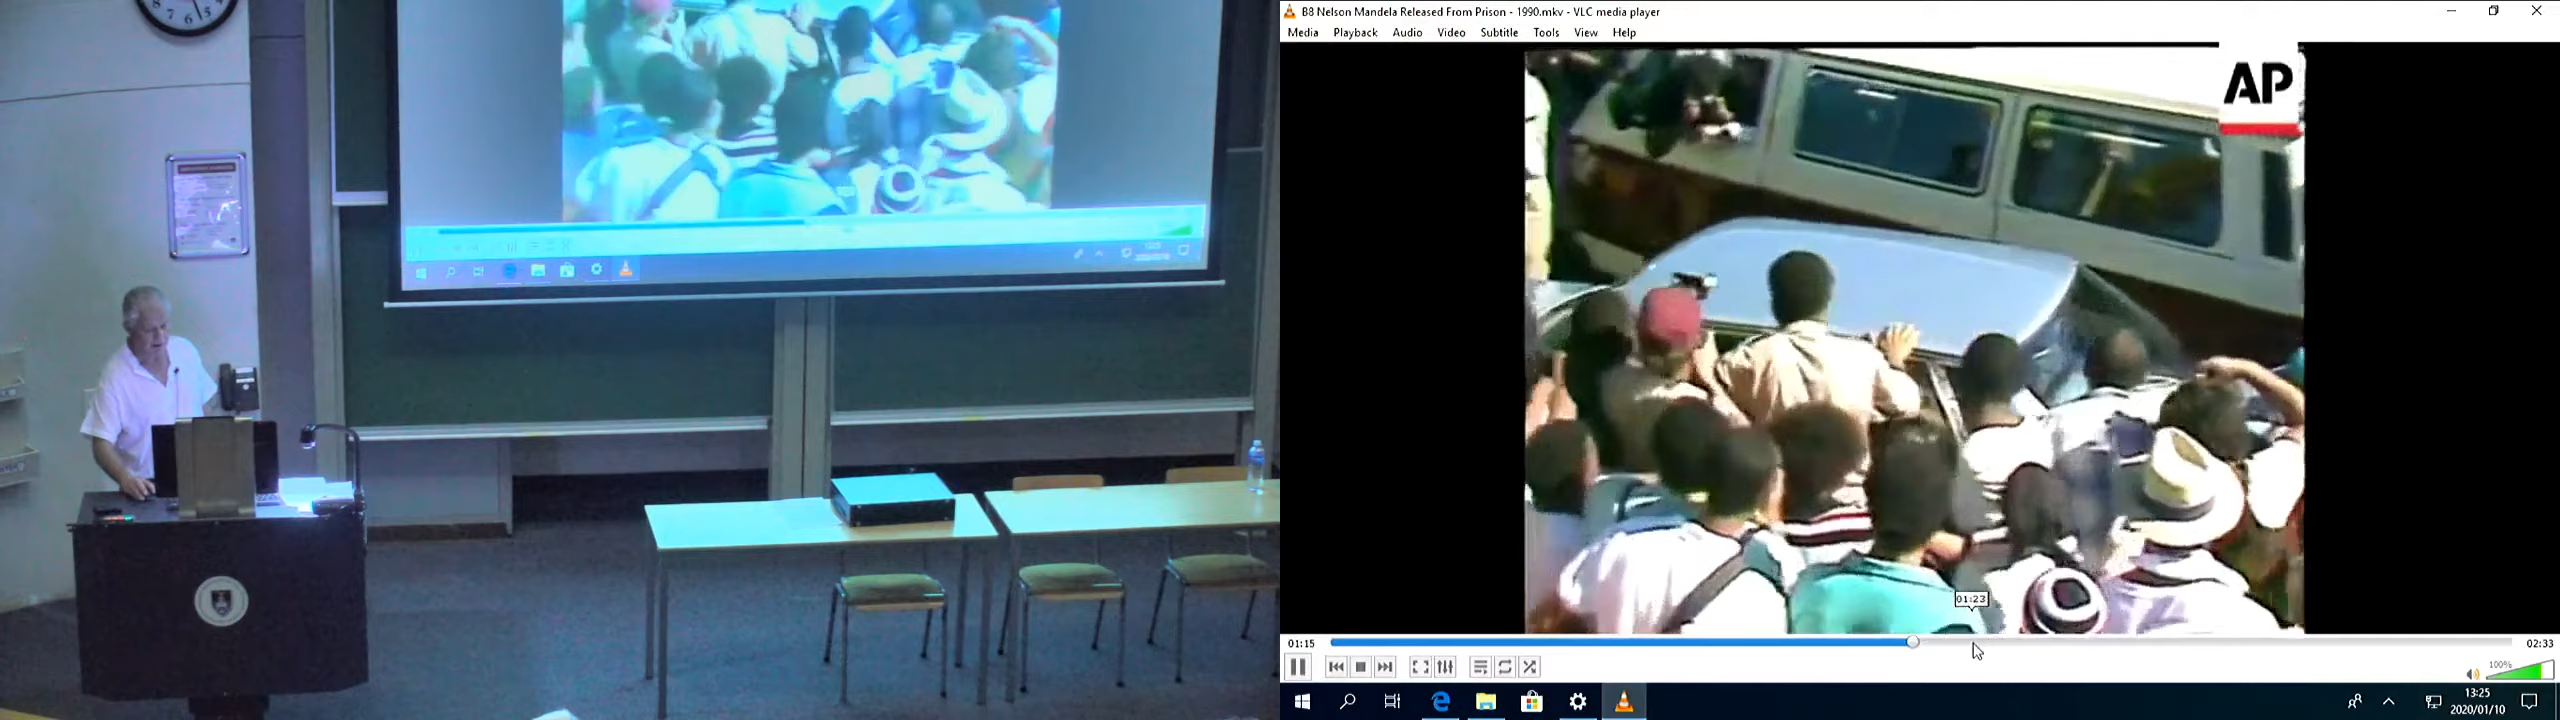 B8 Nelson Mandela Released From Prison - 1990.mkv - VLC media player
Media Playback Audio Video Subtitle Tools View Help
AP
01:23
01:15
02:33
100%
13:25
2020/01/10